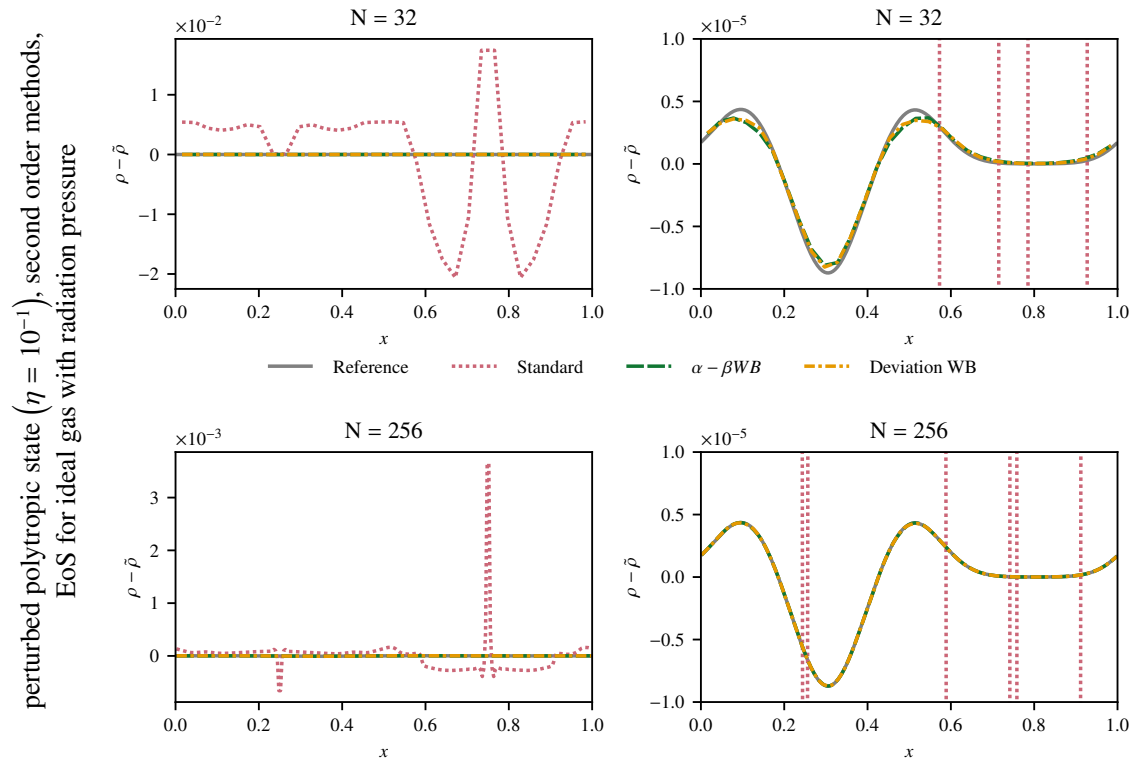 perturbed polytropic state (η = 10⁻¹), second order methods,
EoS for ideal gas with radiation pressure
N = 32
×10⁻²
ρ − ρ̃
1
0
−1
−2
0.0 0.2 0.4 0.6 0.8 1.0
x
N = 32
×10⁻⁵
ρ − ρ̃
1.0
0.5
0.0
−0.5
−1.0
0.0 0.2 0.4 0.6 0.8 1.0
x
Reference Standard α − βWB Deviation WB
N = 256
×10⁻³
ρ − ρ̃
3
2
1
0
0.0 0.2 0.4 0.6 0.8 1.0
x
N = 256
×10⁻⁵
ρ − ρ̃
1.0
0.5
0.0
−0.5
−1.0
0.0 0.2 0.4 0.6 0.8 1.0
x